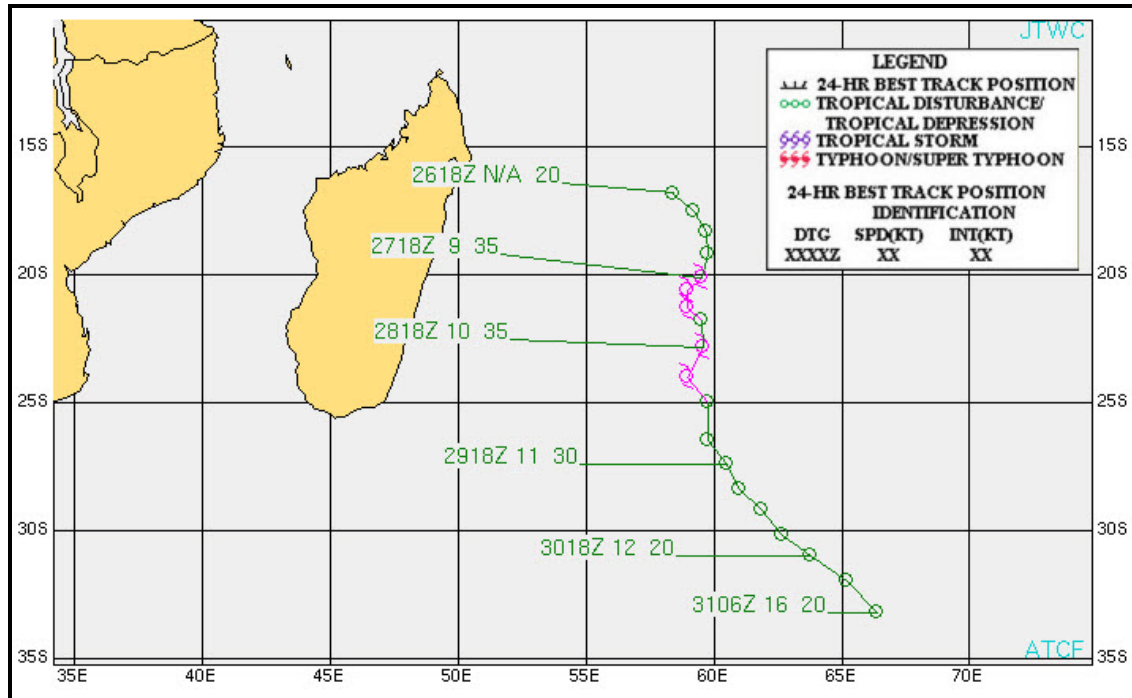 JTWC
LEGEND
24-HR BEST TRACK POSITION
TROPICAL DISTURBANCE/
TROPICAL DEPRESSION
TROPICAL STORM
TYPHOON/SUPER TYPHOON
24-HR BEST TRACK POSITION
IDENTIFICATION
DTG SPD(KT) INT(KT)
XXXXZ XX XX
15S 15S
2618Z N/A 20
2718Z 9 35
20S 20S
2818Z 10 35
25S 25S
2918Z 11 30
30S 30S
3018Z 12 20
3106Z 16 20
ATCF
35S 35S
35E 40E 45E 50E 55E 60E 65E 70E